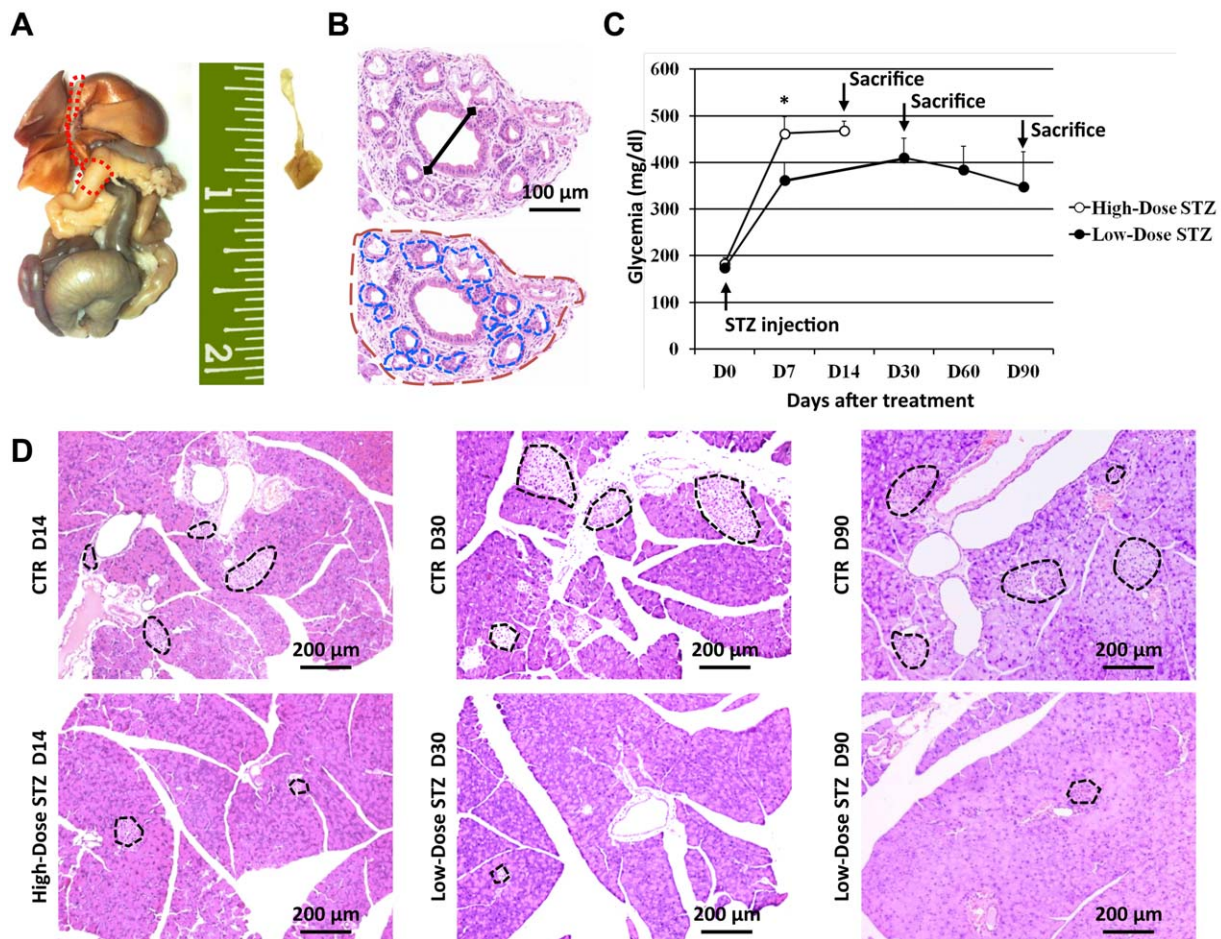 A
B
C
1
2
100 µm
600
500
400
300
200
100
0
Glycemia (mg/dl)
*
Sacrifice
Sacrifice
Sacrifice
STZ injection
High-Dose STZ
Low-Dose STZ
D0 D7 D14 D30 D60 D90
Days after treatment
D
CTR D14
200 µm
CTR D30
200 µm
CTR D90
200 µm
High-Dose STZ D14
200 µm
Low-Dose STZ D30
200 µm
Low-Dose STZ D90
200 µm